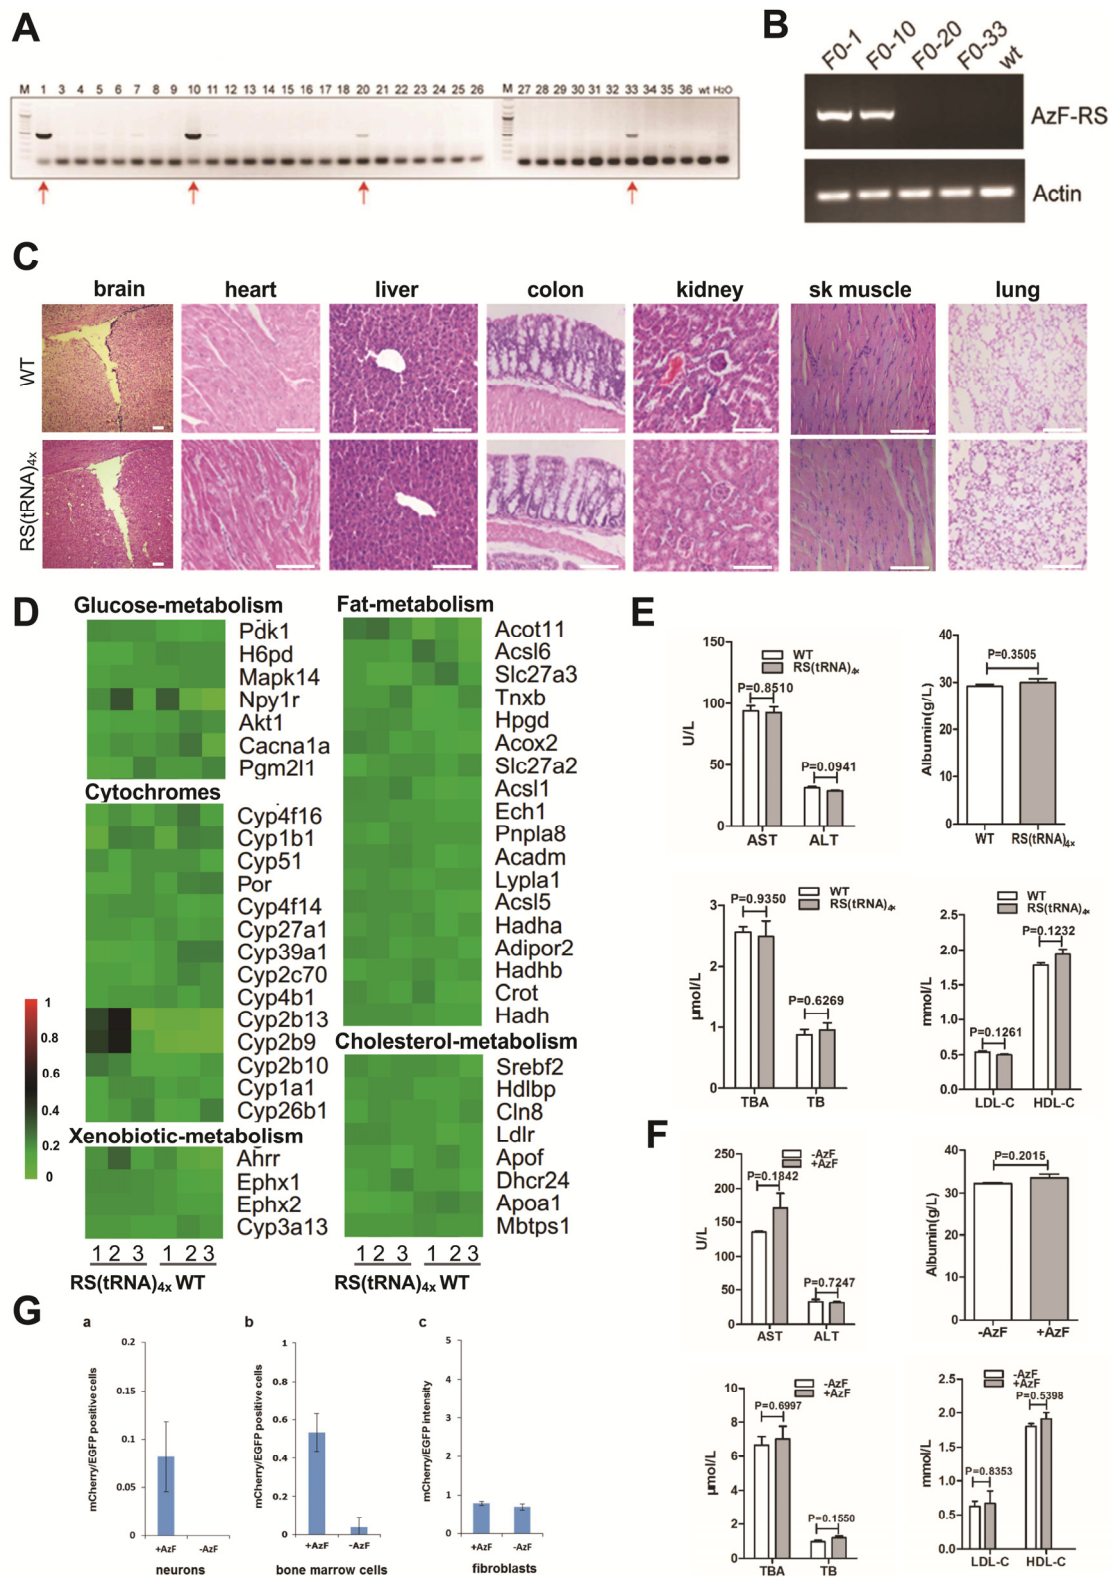 A
M 1 3 4 5 6 7 8 9 10 11 12 13 14 15 16 17 18 19 20 21 22 23 24 25 26
M 27 28 29 30 31 32 33 34 35 36 wt H2O
B
F0-1 F0-10 F0-20 F0-33 wt
AzF-RS
Actin
C
brain heart liver colon kidney sk muscle lung
WT
RS(tRNA)4x
D
Glucose-metabolism
Pdk1
H6pd
Mapk14
Npy1r
Akt1
Cacna1a
Pgm2l1
Cytochromes
Cyp4f16
Cyp1b1
Cyp51
Por
Cyp4f14
Cyp27a1
Cyp39a1
Cyp2c70
Cyp4b1
Cyp2b13
Cyp2b9
Cyp2b10
Cyp1a1
Cyp26b1
Xenobiotic-metabolism
Ahrr
Ephx1
Ephx2
Cyp3a13
1 2 3 1 2 3
RS(tRNA)4x WT
1
0.8
0.6
0.4
0.2
0
Fat-metabolism
Acot11
Acsl6
Slc27a3
Tnxb
Hpgd
Acox2
Slc27a2
Acsl1
Ech1
Pnpla8
Acadm
Lypla1
Acsl5
Hadha
Adipor2
Hadhb
Crot
Hadh
Cholesterol-metabolism
Srebf2
Hdlbp
Cln8
Ldlr
Apof
Dhcr24
Apoa1
Mbtps1
1 2 3 1 2 3
RS(tRNA)4x WT
E
WT
RS(tRNA)4x
P=0.8510
P=0.0941
U/L
150
100
50
0
AST ALT
P=0.3505
Albumin(g/L)
40
30
20
10
0
WT RS(tRNA)4x
WT
RS(tRNA)4x
P=0.9350
P=0.6269
µmol/L
3
2
1
0
TBA TB
WT
RS(tRNA)4x
P=0.1232
P=0.1261
mmol/L
2.5
2.0
1.5
1.0
0.5
0.0
LDL-C HDL-C
F
-AzF
+AzF
P=0.1842
P=0.7247
U/L
250
200
150
100
50
0
AST ALT
P=0.2015
Albumin(g/L)
40
30
20
10
0
-AzF +AzF
-AzF
+AzF
P=0.6997
P=0.1550
µmol/L
10
8
6
4
2
0
TBA TB
-AzF
+AzF
P=0.5398
P=0.8353
mmol/L
2.5
2.0
1.5
1.0
0.5
0.0
LDL-C HDL-C
G
a
mCherry/EGFP positive cells
0.2
0.15
0.1
0.05
0
+AzF -AzF
neurons
b
mCherry/EGFP positive cells
1
0.8
0.6
0.4
0.2
0
+AzF -AzF
bone marrow cells
c
mCherry/EGFP intensity
5
4
3
2
1
0
+AzF -AzF
fibroblasts